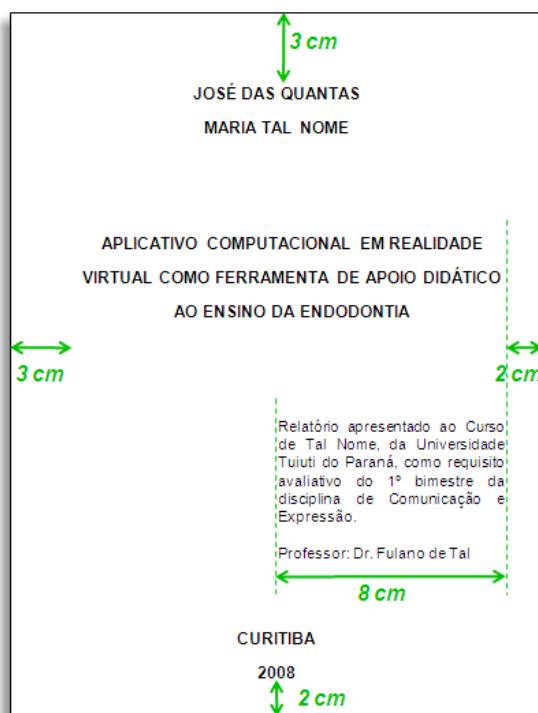 3 cm
JOSÉ DAS QUANTAS
MARIA TAL NOME
APLICATIVO COMPUTACIONAL EM REALIDADE
VIRTUAL COMO FERRAMENTA DE APOIO DIDÁTICO
AO ENSINO DA ENDODONTIA
3 cm
2 cm
Relatório apresentado ao Curso
de Tal Nome, da Universidade
Tuiuti do Paraná, como requisito
avaliativo do 1º bimestre da
disciplina de Comunicação e
Expressão.
Professor: Dr. Fulano de Tal
8 cm
CURITIBA
2008
2 cm